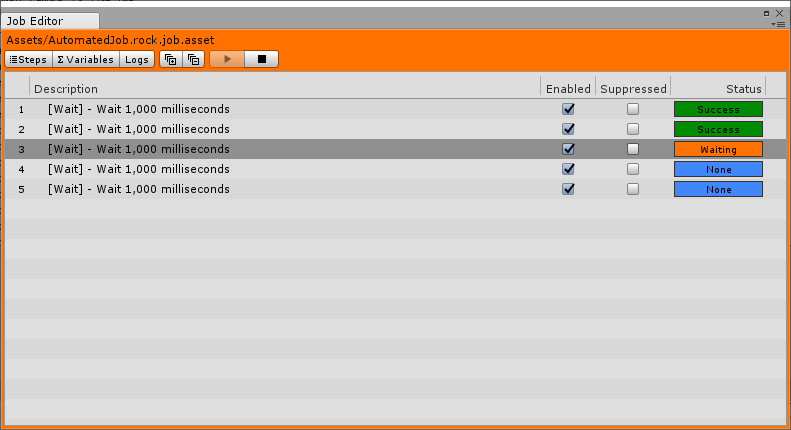 Job Editor
Assets/AutomatedJob.rock.job.asset
Steps Σ Variables Logs
Description Enabled Suppressed Status
1 [Wait] - Wait 1,000 milliseconds Success
2 [Wait] - Wait 1,000 milliseconds Success
3 [Wait] - Wait 1,000 milliseconds Waiting
4 [Wait] - Wait 1,000 milliseconds None
5 [Wait] - Wait 1,000 milliseconds None